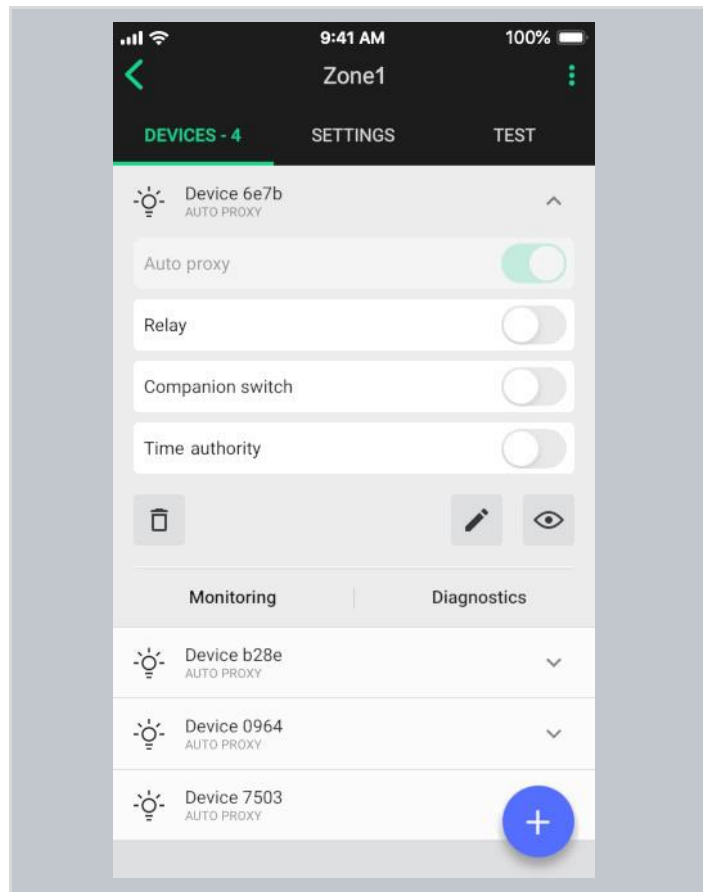 9:41 AM 100%
Zone1
DEVICES - 4 SETTINGS TEST
Device 6e7b
AUTO PROXY
Auto proxy
Relay
Companion switch
Time authority
Monitoring Diagnostics
Device b28e
AUTO PROXY
Device 0964
AUTO PROXY
Device 7503
AUTO PROXY